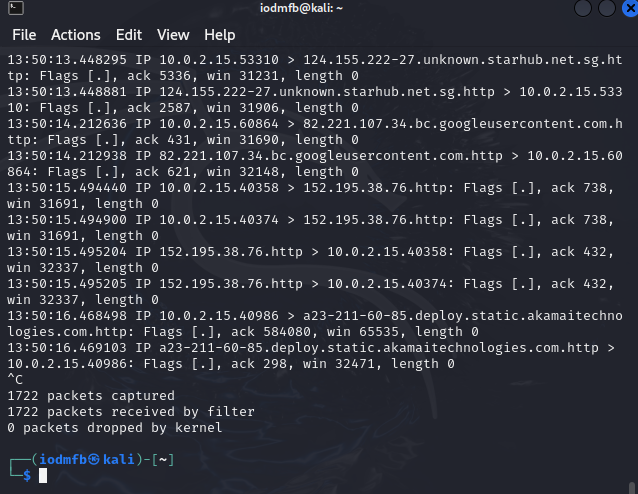 iodmfb@kali: ~
File Actions Edit View Help
13:50:13.448295 IP 10.0.2.15.53310 > 124.155.222-27.unknown.starhub.net.sg.ht
tp: Flags [.], ack 5336, win 31231, length 0
13:50:13.448881 IP 124.155.222-27.unknown.starhub.net.sg.http > 10.0.2.15.533
10: Flags [.], ack 2587, win 31906, length 0
13:50:14.212636 IP 10.0.2.15.60864 > 82.221.107.34.bc.googleusercontent.com.h
ttp: Flags [.], ack 431, win 31690, length 0
13:50:14.212938 IP 82.221.107.34.bc.googleusercontent.com.http > 10.0.2.15.60
864: Flags [.], ack 621, win 32148, length 0
13:50:15.494440 IP 10.0.2.15.40358 > 152.195.38.76.http: Flags [.], ack 738,
win 31691, length 0
13:50:15.494900 IP 10.0.2.15.40374 > 152.195.38.76.http: Flags [.], ack 738,
win 31691, length 0
13:50:15.495204 IP 152.195.38.76.http > 10.0.2.15.40358: Flags [.], ack 432,
win 32337, length 0
13:50:15.495205 IP 152.195.38.76.http > 10.0.2.15.40374: Flags [.], ack 432,
win 32337, length 0
13:50:16.468498 IP 10.0.2.15.40986 > a23-211-60-85.deploy.static.akamaitechno
logies.com.http: Flags [.], ack 584080, win 65535, length 0
13:50:16.469103 IP a23-211-60-85.deploy.static.akamaitechnologies.com.http >
10.0.2.15.40986: Flags [.], ack 298, win 32471, length 0
^C
1722 packets captured
1722 packets received by filter
0 packets dropped by kernel
┌──(iodmfb㉿kali)-[~]
└─$